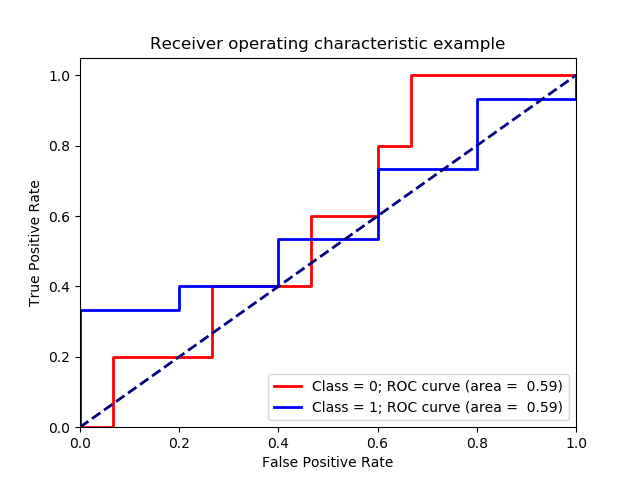 Receiver operating characteristic example
True Positive Rate
1.0
0.8
0.6
0.4
0.2
0.0
Class = 0; ROC curve (area =  0.59)
Class = 1; ROC curve (area =  0.59)
0.0 0.2 0.4 0.6 0.8 1.0
False Positive Rate